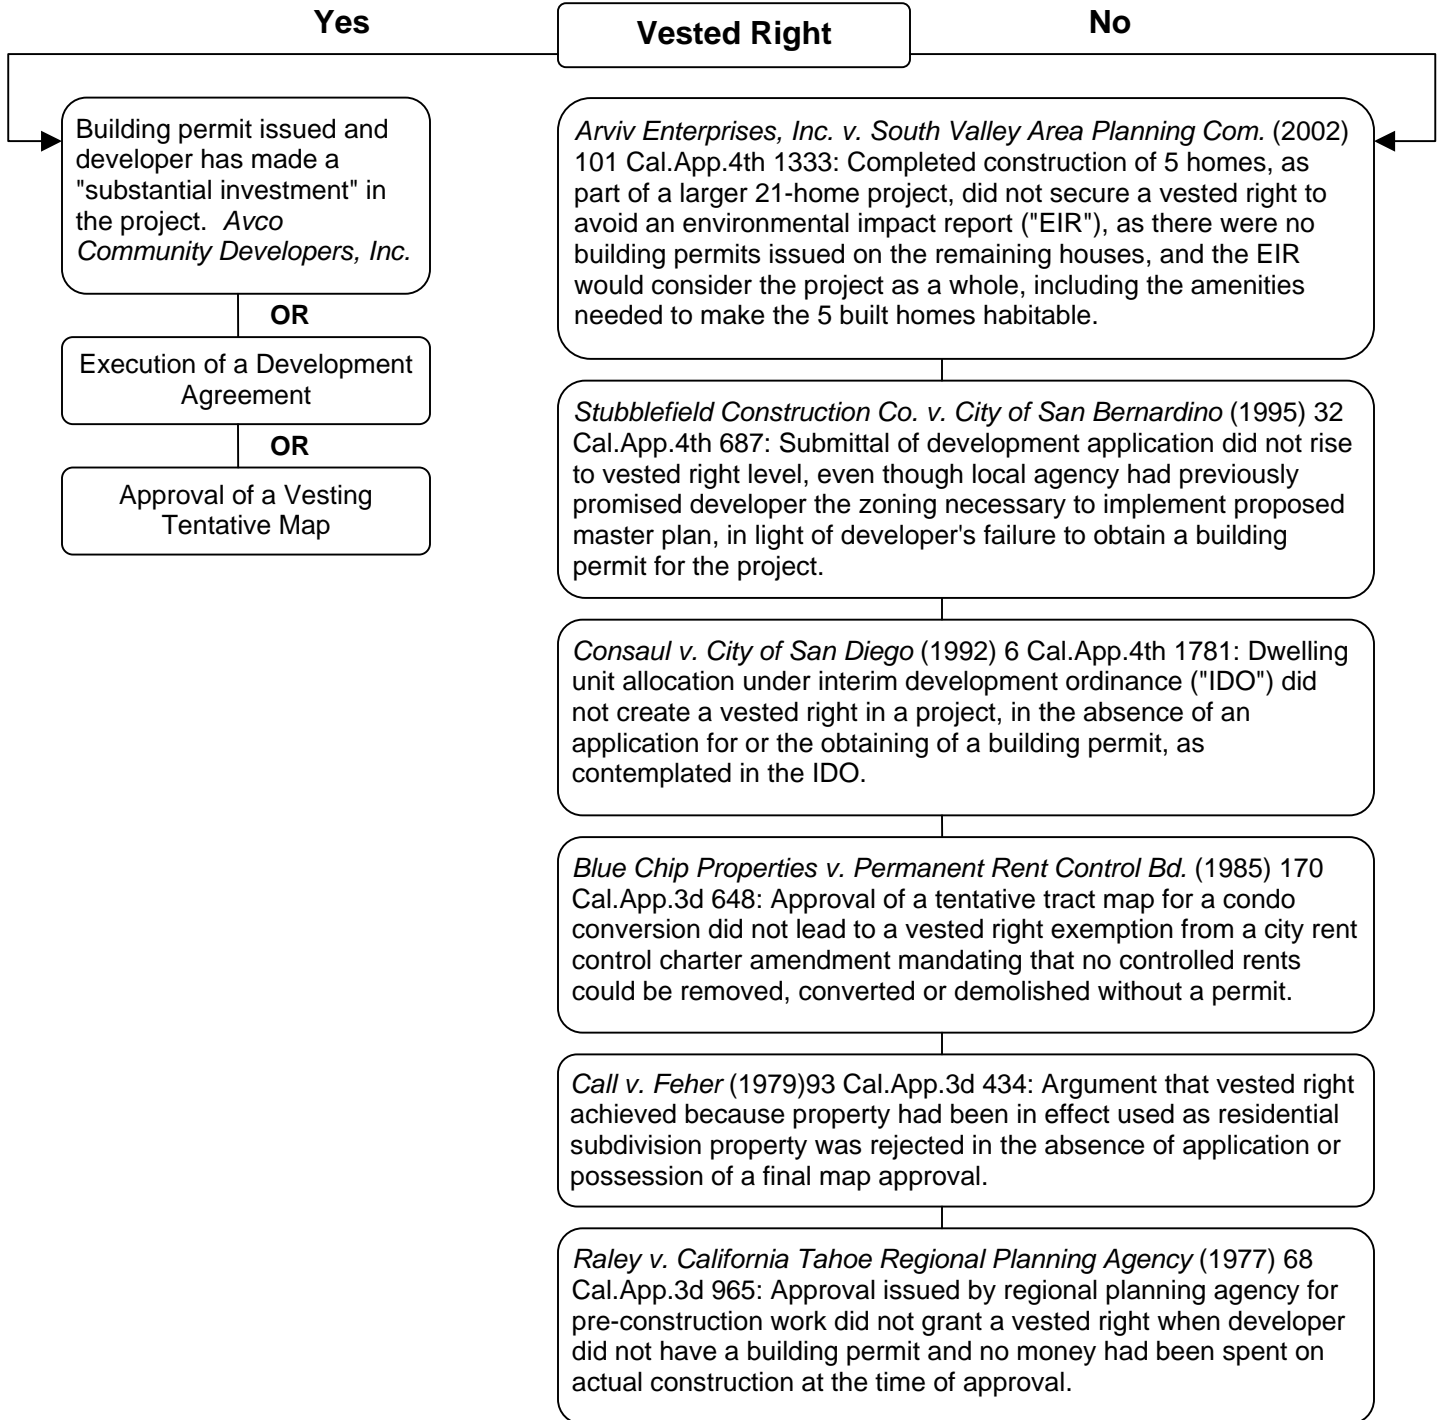 Yes
Vested Right
No
Building permit issued and
developer has made a
"substantial investment" in
the project. Avco
Community Developers, Inc.
OR
Execution of a Development
Agreement
OR
Approval of a Vesting
Tentative Map
Arviv Enterprises, Inc. v. South Valley Area Planning Com. (2002)
101 Cal.App.4th 1333: Completed construction of 5 homes, as
part of a larger 21-home project, did not secure a vested right to
avoid an environmental impact report ("EIR"), as there were no
building permits issued on the remaining houses, and the EIR
would consider the project as a whole, including the amenities
needed to make the 5 built homes habitable.
Stubblefield Construction Co. v. City of San Bernardino (1995) 32
Cal.App.4th 687: Submittal of development application did not rise
to vested right level, even though local agency had previously
promised developer the zoning necessary to implement proposed
master plan, in light of developer's failure to obtain a building
permit for the project.
Consaul v. City of San Diego (1992) 6 Cal.App.4th 1781: Dwelling
unit allocation under interim development ordinance ("IDO") did
not create a vested right in a project, in the absence of an
application for or the obtaining of a building permit, as
contemplated in the IDO.
Blue Chip Properties v. Permanent Rent Control Bd. (1985) 170
Cal.App.3d 648: Approval of a tentative tract map for a condo
conversion did not lead to a vested right exemption from a city rent
control charter amendment mandating that no controlled rents
could be removed, converted or demolished without a permit.
Call v. Feher (1979)93 Cal.App.3d 434: Argument that vested right
achieved because property had been in effect used as residential
subdivision property was rejected in the absence of application or
possession of a final map approval.
Raley v. California Tahoe Regional Planning Agency (1977) 68
Cal.App.3d 965: Approval issued by regional planning agency for
pre-construction work did not grant a vested right when developer
did not have a building permit and no money had been spent on
actual construction at the time of approval.